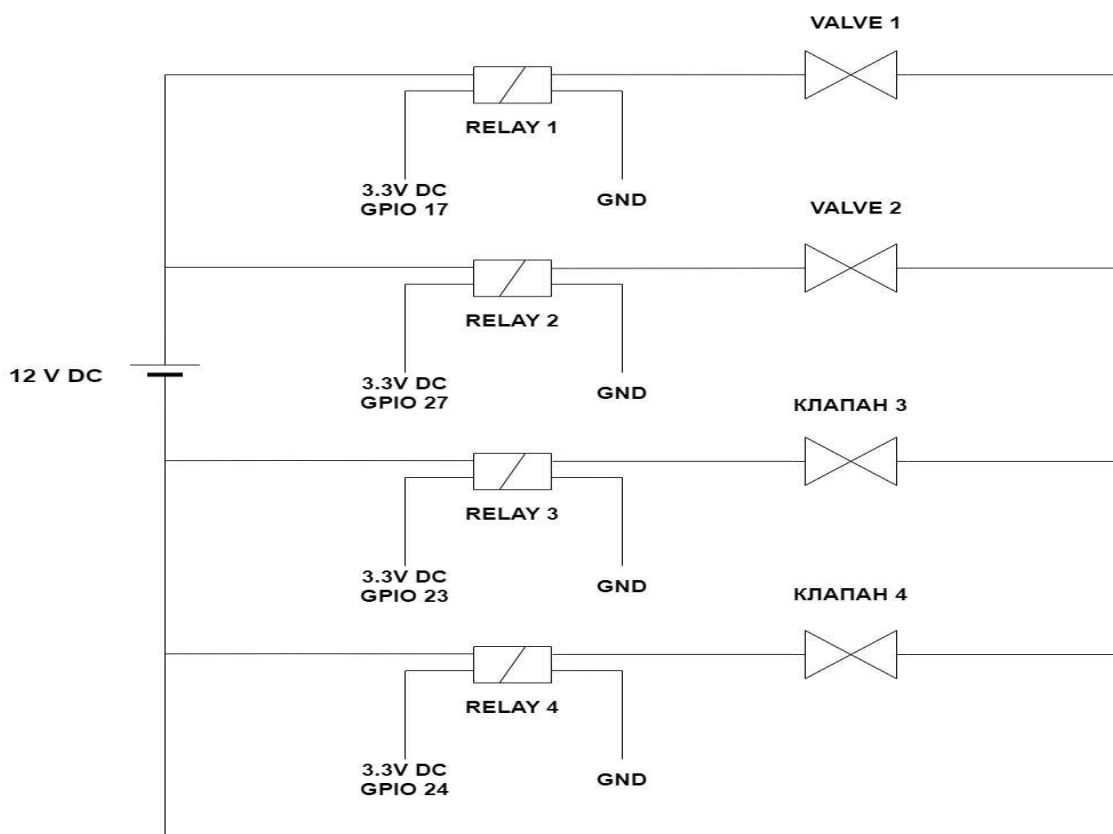 VALVE 1
RELAY 1
3.3V DC
GPIO 17
GND
VALVE 2
RELAY 2
3.3V DC
GPIO 27
GND
12 V DC
КЛАПАН 3
RELAY 3
3.3V DC
GPIO 23
GND
КЛАПАН 4
RELAY 4
3.3V DC
GPIO 24
GND